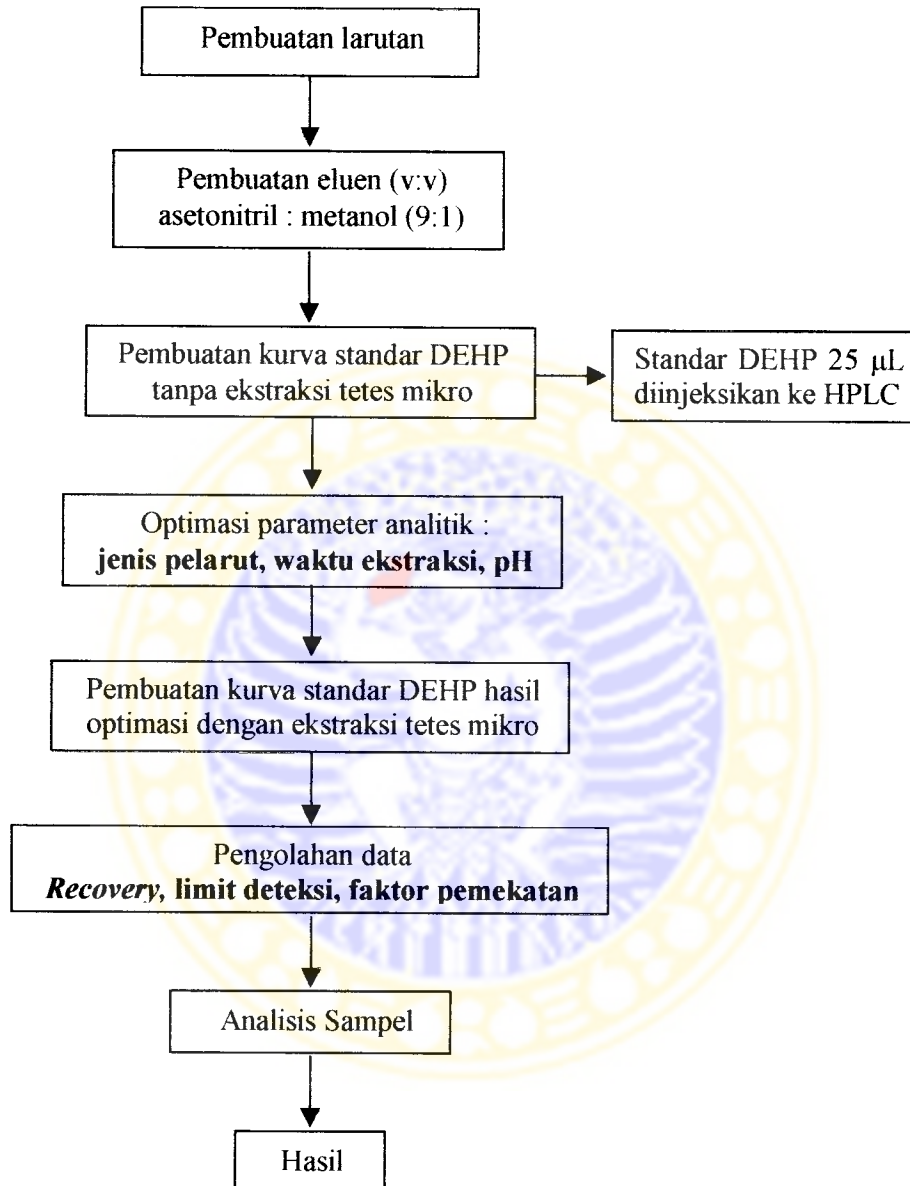 Pembuatan larutan
Pembuatan eluen (v:v)
asetonitril : metanol (9:1)
Pembuatan kurva standar DEHP
tanpa ekstraksi tetes mikro
Standar DEHP 25 μL
diinjeksikan ke HPLC
Optimasi parameter analitik :
jenis pelarut, waktu ekstraksi, pH
Pembuatan kurva standar DEHP hasil
optimasi dengan ekstraksi tetes mikro
Pengolahan data
Recovery, limit deteksi, faktor pemekatan
Analisis Sampel
Hasil